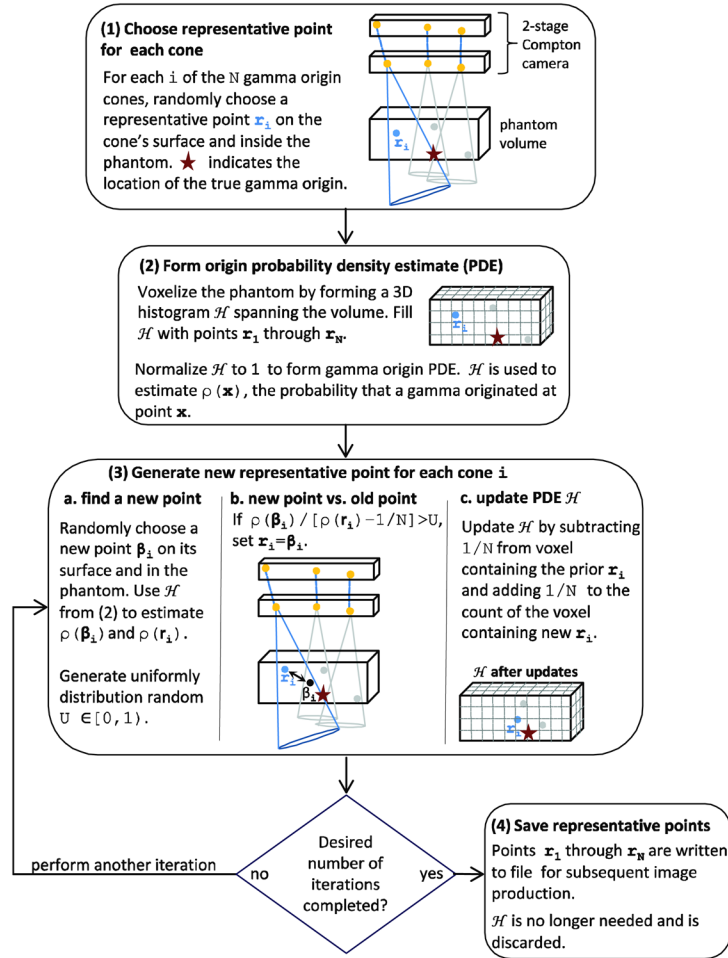 (1) Choose representative point
for each cone
For each i of the N gamma origin
cones, randomly choose a
representative point rᵢ on the
cone's surface and inside the
phantom. ★ indicates the
location of the true gamma origin.
2-stage
Compton
camera
phantom
volume
rᵢ
(2) Form origin probability density estimate (PDE)
Voxelize the phantom by forming a 3D
histogram ℋ spanning the volume. Fill
ℋ with points r₁ through r_N.
rᵢ
Normalize ℋ to 1 to form gamma origin PDE. ℋ is used to
estimate ρ(x), the probability that a gamma originated at
point x.
(3) Generate new representative point for each cone i
a. find a new point
Randomly choose a
new point βᵢ on its
surface and in the
phantom. Use ℋ
from (2) to estimate
ρ(βᵢ) and ρ(rᵢ).
Generate uniformly
distribution random
U ∈[0,1).
b. new point vs. old point
If ρ(βᵢ)/[ρ(rᵢ)-1/N]>U,
set rᵢ=βᵢ.
rᵢ
βᵢ
c. update PDE ℋ
Update ℋ by subtracting
1/N from voxel
containing the prior rᵢ
and adding 1/N to the
count of the voxel
containing new rᵢ.
ℋ after updates
rᵢ
Desired
number of
iterations
completed?
no
yes
perform another iteration
(4) Save representative points
Points r₁ through r_N are written
to file for subsequent image
production.
ℋ is no longer needed and is
discarded.